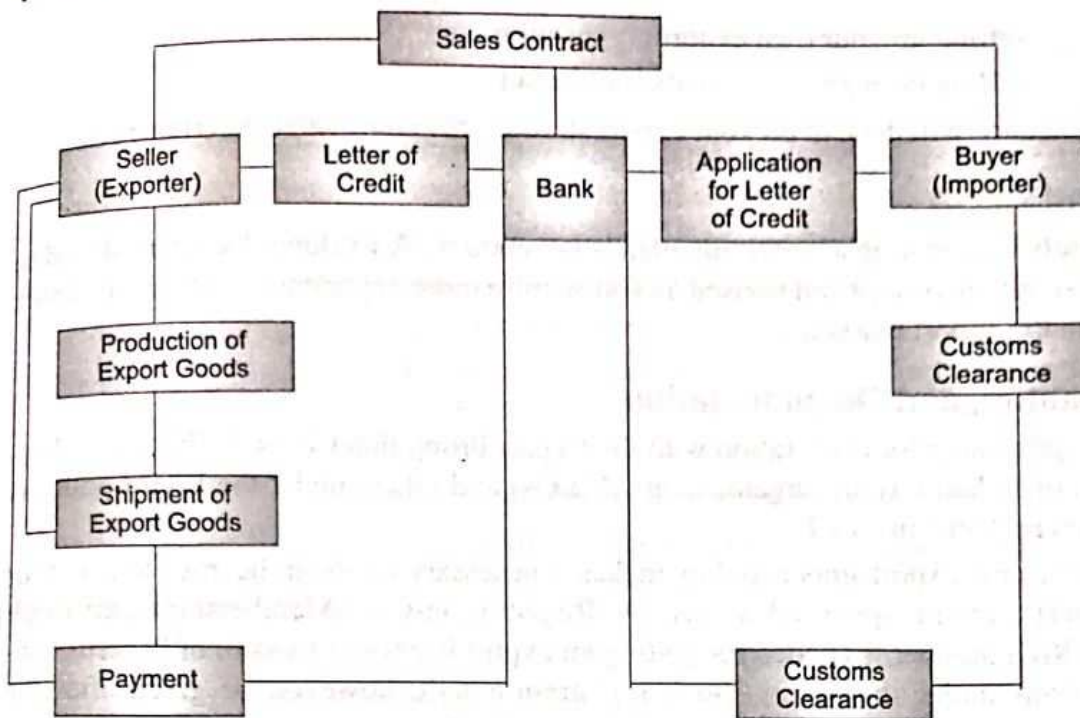 Sales Contract
Seller
(Exporter)
Letter of
Credit
Bank
Application
for Letter
of Credit
Buyer
(Importer)
Production of
Export Goods
Customs
Clearance
Shipment of
Export Goods
Payment
Customs
Clearance